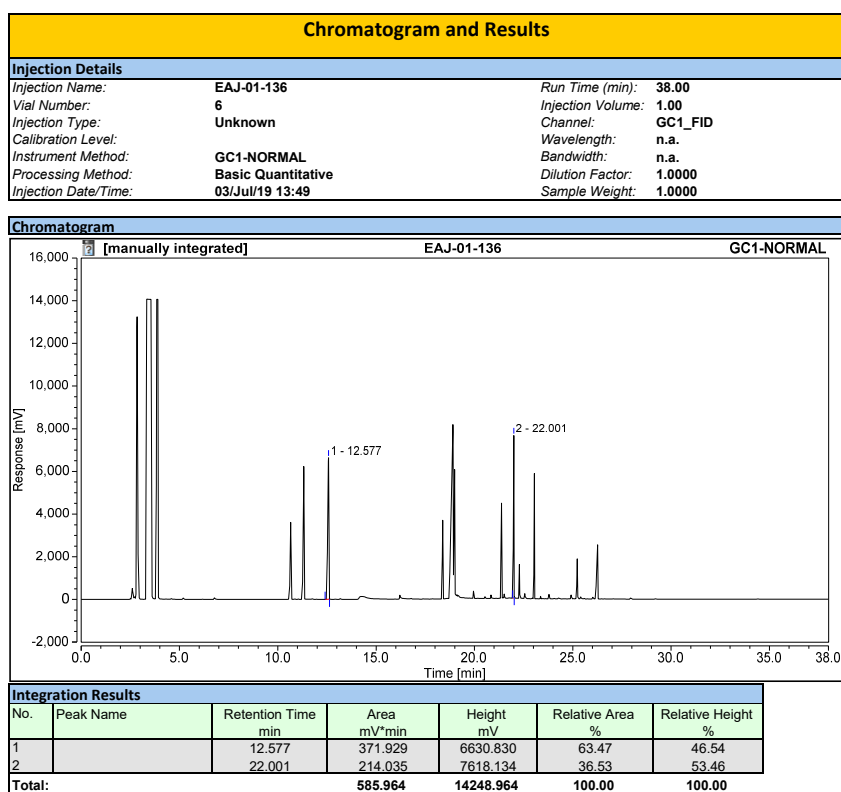 Chromatogram and Results
Injection Details
Injection Name: EAJ-01-136 Run Time (min): 38.00
Vial Number: 6 Injection Volume: 1.00
Injection Type: Unknown Channel: GC1_FID
Calibration Level: Wavelength: n.a.
Instrument Method: GC1-NORMAL Bandwidth: n.a.
Processing Method: Basic Quantitative Dilution Factor: 1.0000
Injection Date/Time: 03/Jul/19 13:49 Sample Weight: 1.0000
Chromatogram
? [manually integrated] EAJ-01-136 GC1-NORMAL
16,000
14,000
12,000
10,000
8,000
6,000
4,000
2,000
0
-2,000
Response [mV]
1 - 12.577
2 - 22.001
0.0 5.0 10.0 15.0 20.0 25.0 30.0 35.0 38.0
Time [min]
Integration Results
No. Peak Name Retention Time Area Height Relative Area Relative Height
min mV*min mV % %
1 12.577 371.929 6630.830 63.47 46.54
2 22.001 214.035 7618.134 36.53 53.46
Total: 585.964 14248.964 100.00 100.00